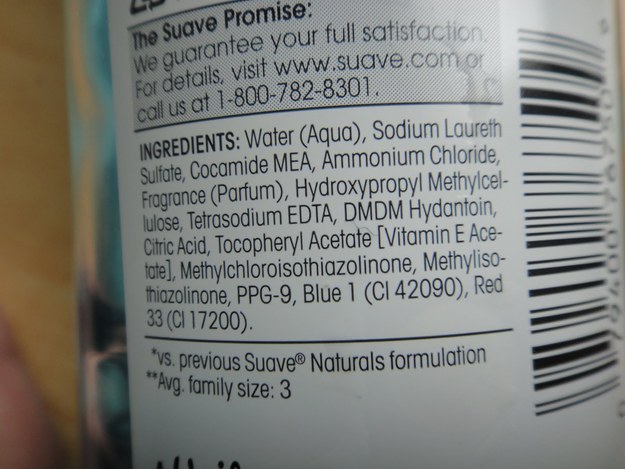 The Suave Promise:
We guarantee your full satisfaction.
For details, visit www.suave.com or
call us at 1-800-782-8301.
INGREDIENTS: Water (Aqua), Sodium Laureth
Sulfate, Cocamide MEA, Ammonium Chloride,
Fragrance (Parfum), Hydroxypropyl Methylcel-
lulose, Tetrasodium EDTA, DMDM Hydantoin,
Citric Acid, Tocopheryl Acetate [Vitamin E Ace-
tate], Methylchloroisothiazolinone, Methyliso-
thiazolinone, PPG-9, Blue 1 (CI 42090), Red
33 (CI 17200).
*vs. previous Suave® Naturals formulation
**Avg. family size: 3